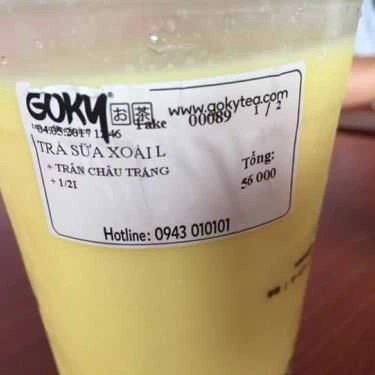 GOKY お茶 www.gokytea.com
04.05.2017 12:46 Take 00089 1 / 2
TRÀ SỮA XOÀI L Tổng:
+ TRÂN CHÂU TRẮNG 56 000
+ 1/2I
Hotline: 0943 010101